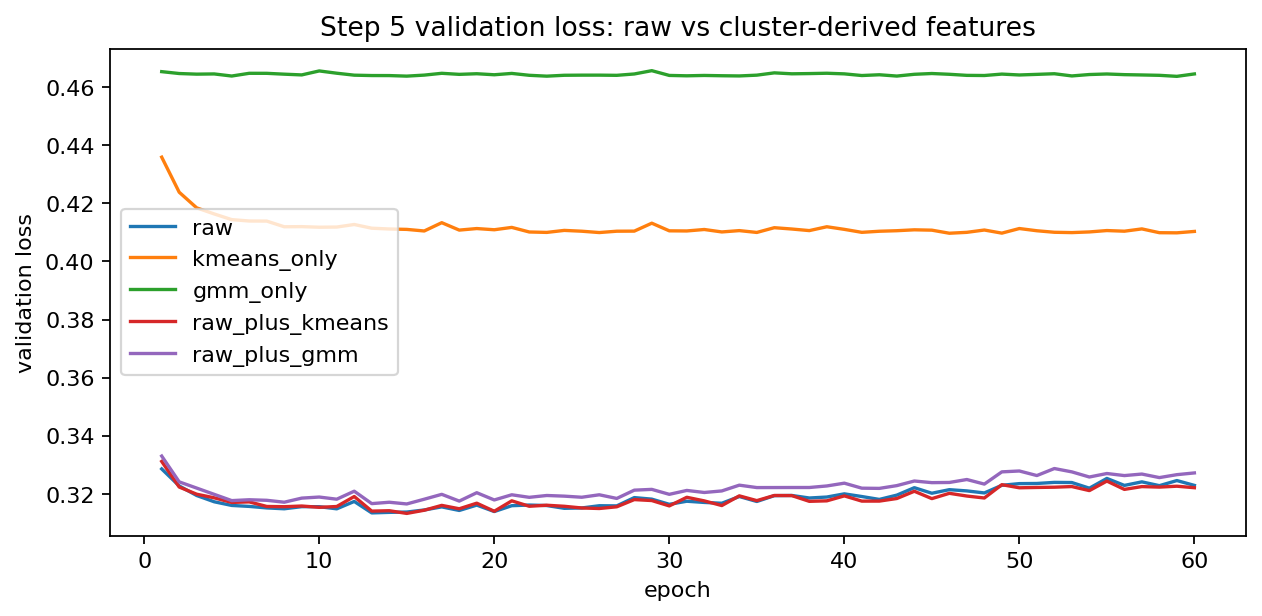 Step 5 validation loss: raw vs cluster-derived features
validation loss
0.46
0.44
0.42
0.40
0.38
0.36
0.34
0.32
raw
kmeans_only
gmm_only
raw_plus_kmeans
raw_plus_gmm
0 10 20 30 40 50 60
epoch